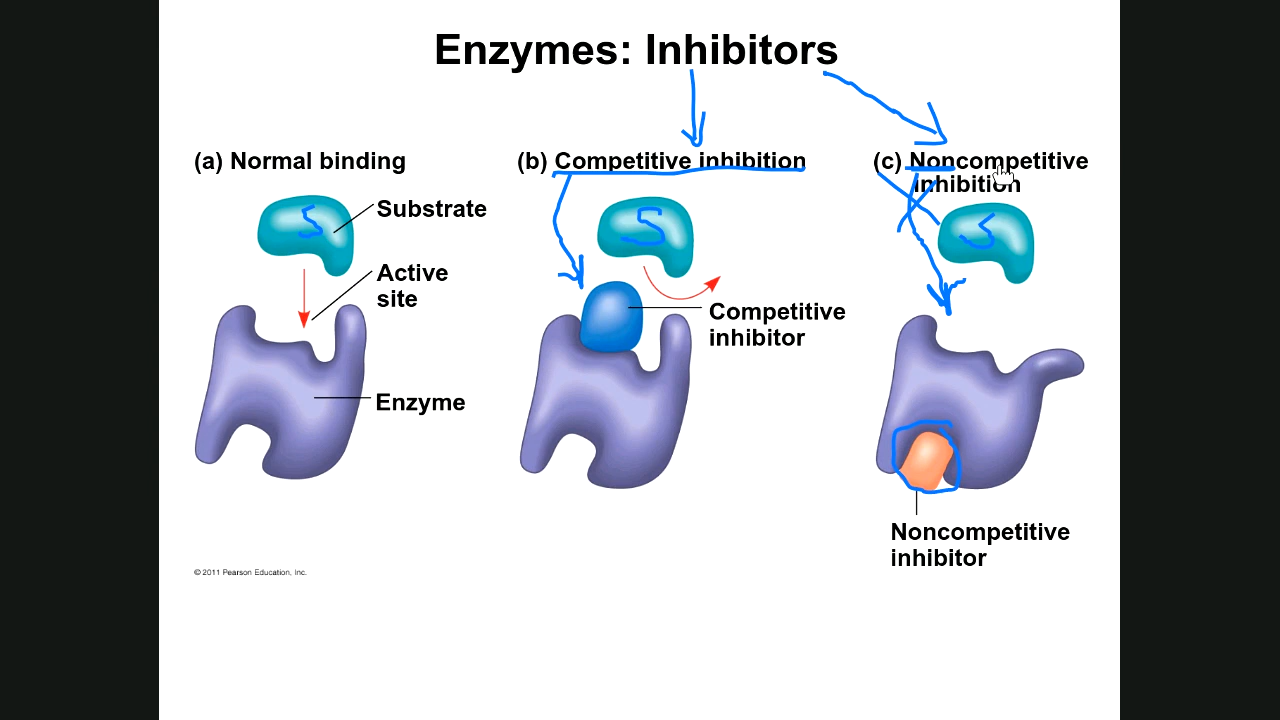 Enzymes: Inhibitors
(a) Normal binding
Substrate
S
Active
site
Enzyme
(b) Competitive inhibition
S
Competitive
inhibitor
(c) Noncompetitive
inhibition
S
Noncompetitive
inhibitor
© 2011 Pearson Education, Inc.